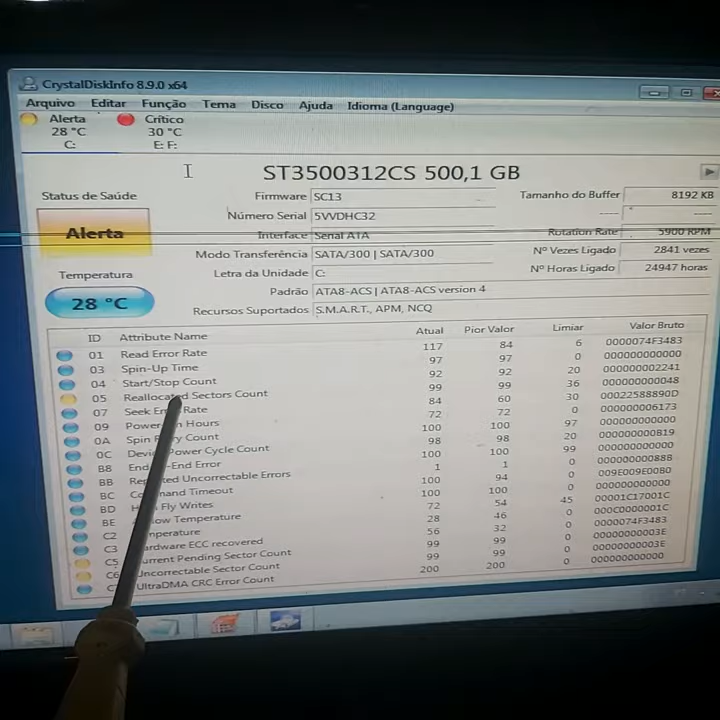 CrystalDiskInfo 8.9.0 x64
Arquivo Editar Função Tema Disco Ajuda Idioma (Language)
Alerta Crítico
28 °C 30 °C
C: E: F:
ST3500312CS 500,1 GB
Status de Saúde
Alerta
Temperatura
28 °C
Firmware SC13
Número Serial 5VVDHC32
Interface Serial ATA
Modo Transferência SATA/300 | SATA/300
Letra da Unidade C:
Padrão ATA8-ACS | ATA8-ACS version 4
Recursos Suportados S.M.A.R.T., APM, NCQ
Tamanho do Buffer 8192 KB
---- ----
Rotation Rate 5900 RPM
Nº Vezes Ligado 2841 vezes
Nº Horas Ligado 24947 horas
ID Attribute Name Atual Pior Valor Limiar Valor Bruto
01 Read Error Rate 117 84 6 0000074F3483
03 Spin-Up Time 97 97 0 000000000000
04 Start/Stop Count 92 92 20 000000002241
05 Reallocated Sectors Count 99 99 36 000000000048
07 Seek Rate 84 60 30 00022588890D
09 Hours 72 72 0 000000006173
0A Spin Count 100 100 97 000000000000
0C Power Cycle Count 98 98 20 000000000819
B8 End-Error 100 100 99 000000000000
BB Uncorrectable Errors 1 1 0 00000000088B
BC Timeout 100 94 0
BD Fly Writes 100 100 0 000000000000
BE Temperature 72 54 45 00001C17001C
C2 28 46 0 000C0000001C
C3 ECC recovered 56 32 0 0000074F3483
C5 Pending Sector Count 99 99 0 00000000003E
C6 Uncorrectable Sector Count 99 99 0 00000000003E
UltraDMA CRC Error Count 200 200 0 000000000000